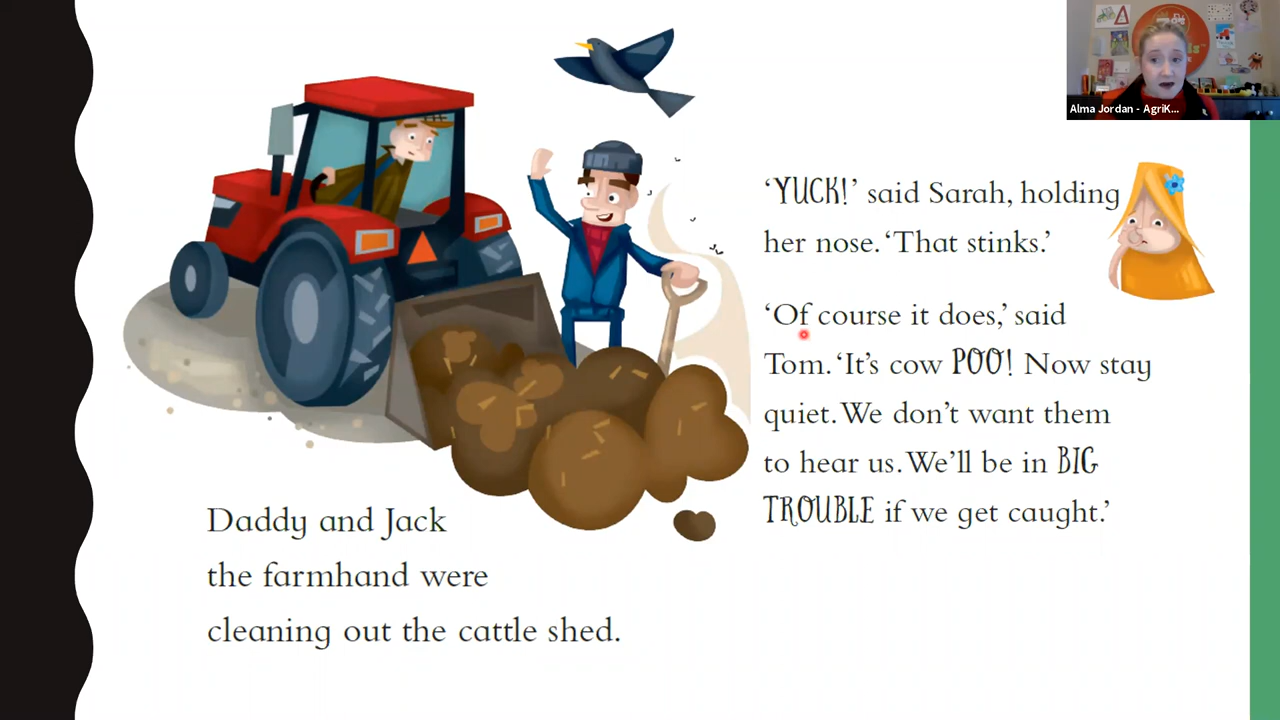 Alma Jordan - AgriK...
Daddy and Jack
the farmhand were
cleaning out the cattle shed.
‘YUCK!’ said Sarah, holding
her nose. ‘That stinks.’
‘Of course it does,’ said
Tom. ‘It’s cow POO! Now stay
quiet. We don’t want them
to hear us. We’ll be in BIG
TROUBLE if we get caught.’